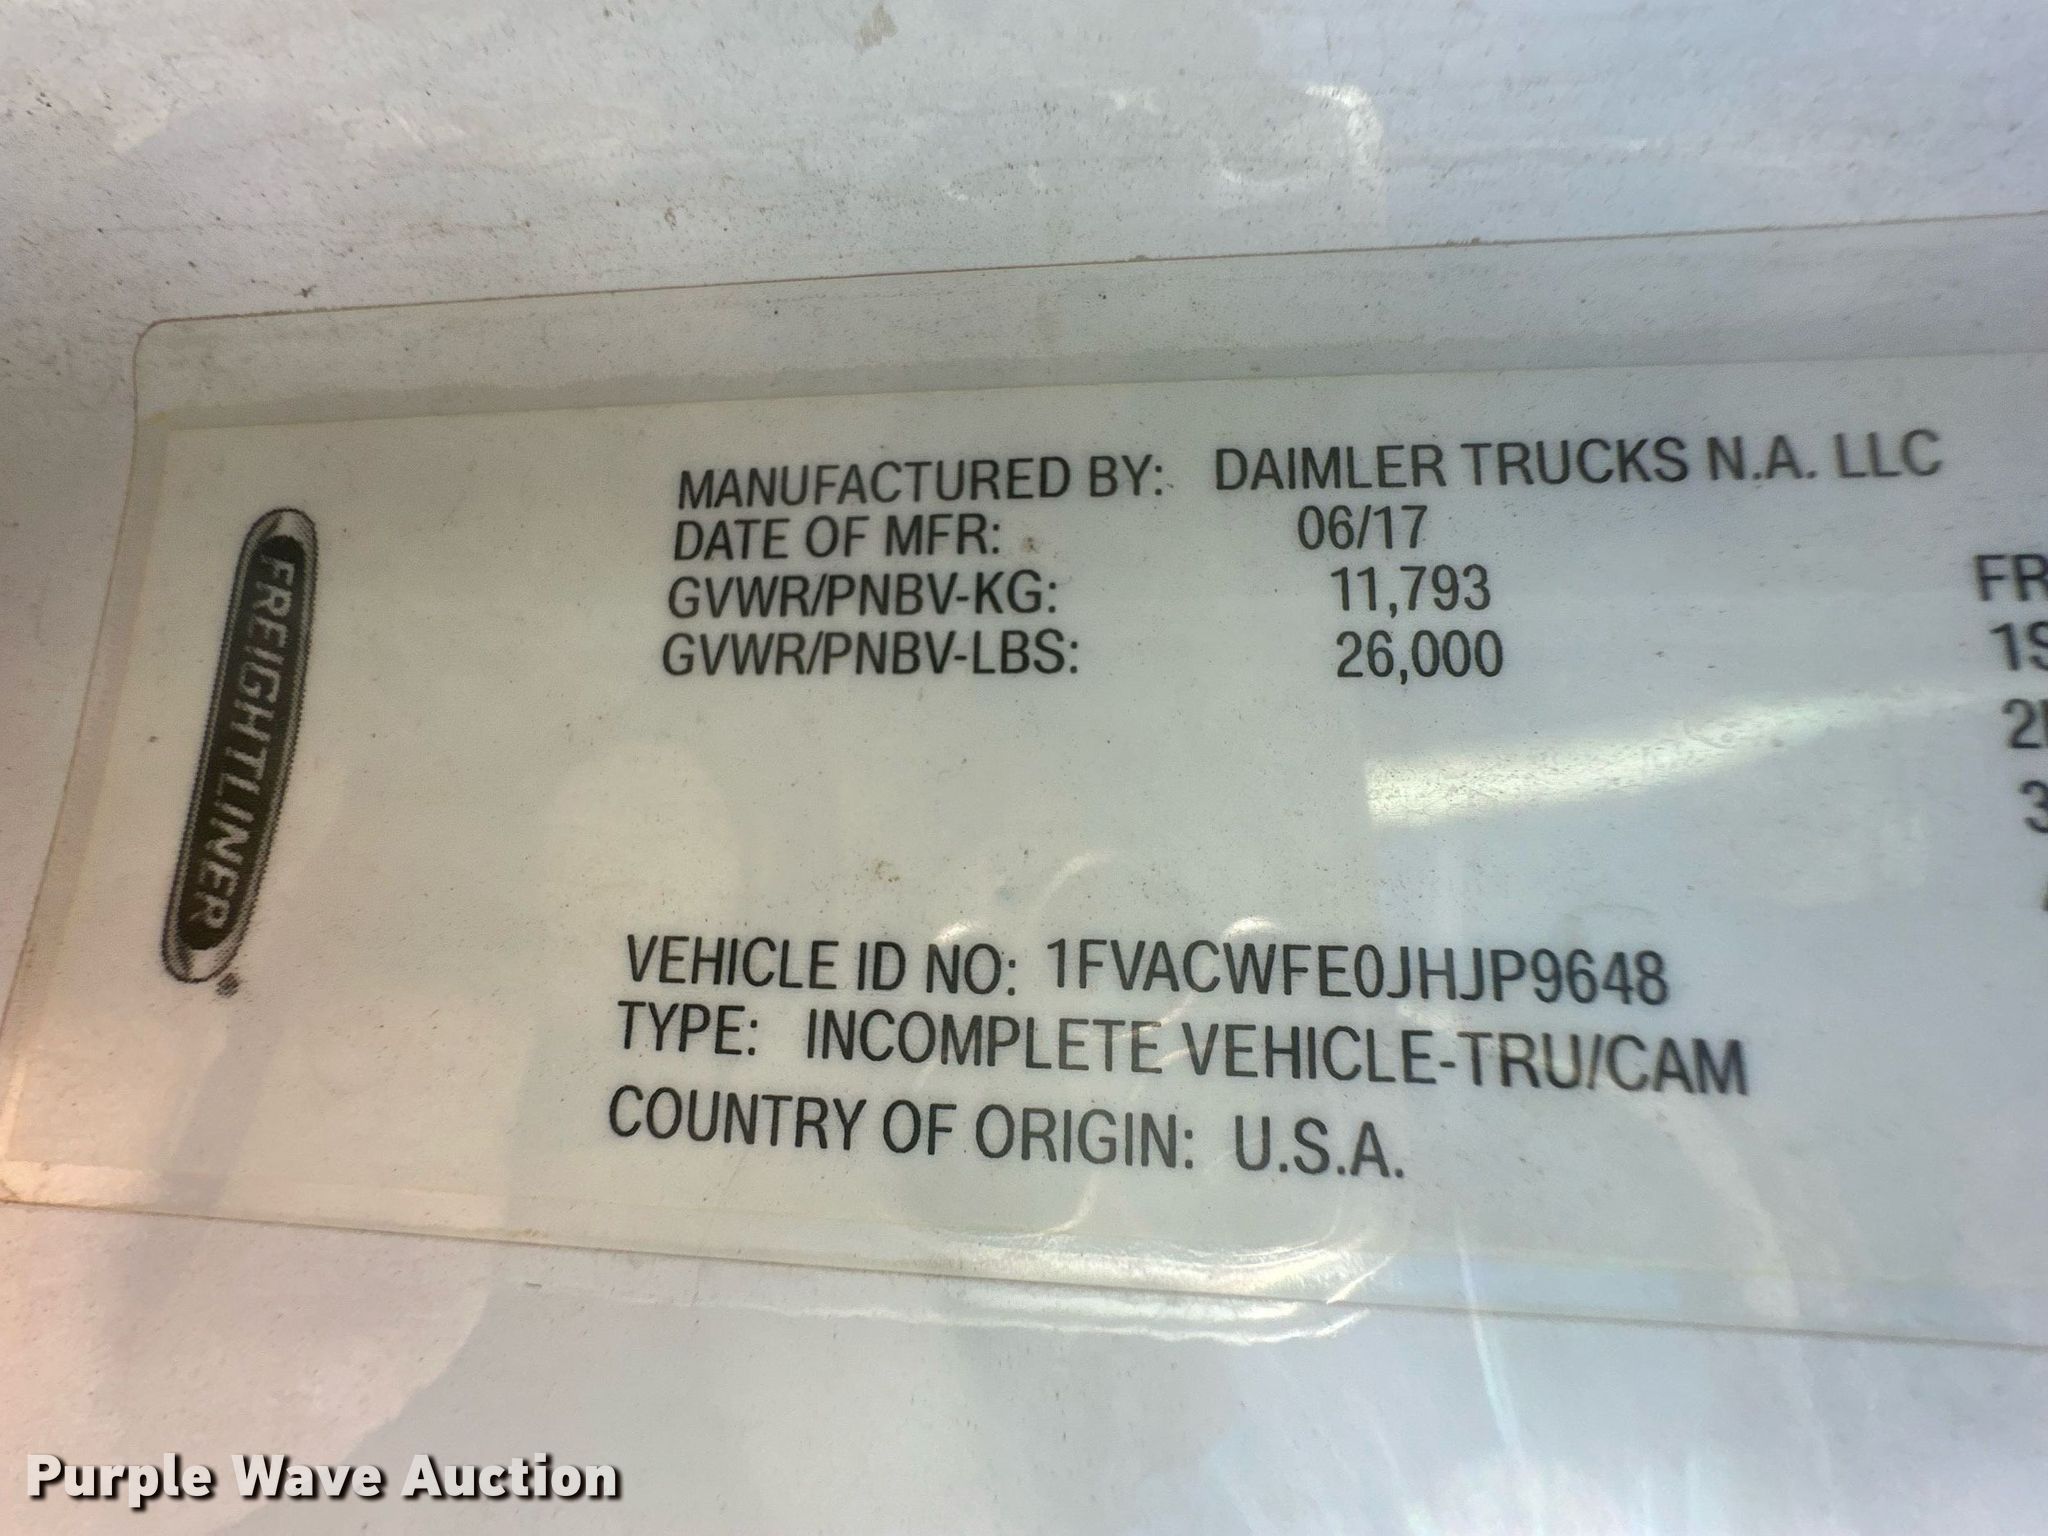 FREIGHTLINER
MANUFACTURED BY: DAIMLER TRUCKS N.A. LLC
DATE OF MFR: 06/17
GVWR/PNBV-KG: 11,793
GVWR/PNBV-LBS: 26,000
VEHICLE ID NO: 1FVACWFE0JHJP9648
TYPE: INCOMPLETE VEHICLE-TRU/CAM
COUNTRY OF ORIGIN: U.S.A.
Purple Wave Auction